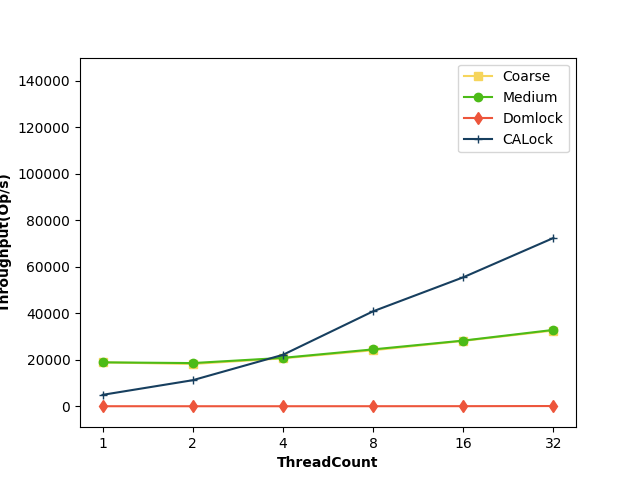 140000
120000
100000
80000
60000
40000
20000
0
Throughput(Op/s)
1 2 4 8 16 32
ThreadCount
Coarse
Medium
Domlock
CALock